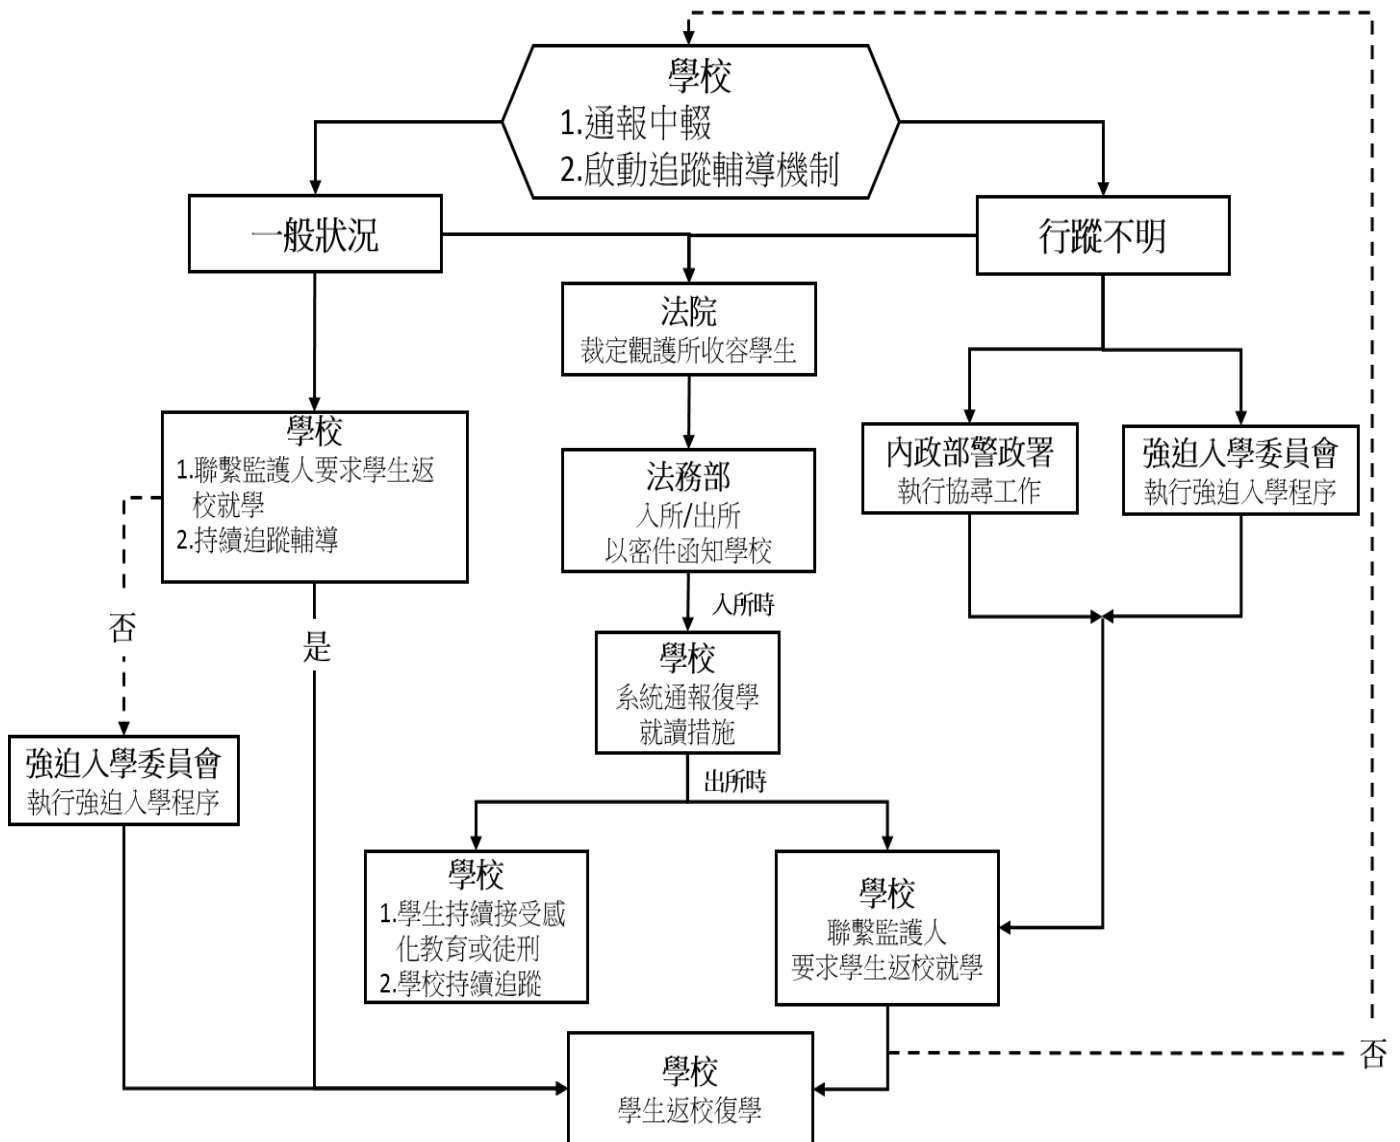 學校
1.通報中輟
2.啟動追蹤輔導機制
一般狀況
行蹤不明
法院
裁定觀護所收容學生
學校
1.聯繫監護人要求學生返
校就學
2.持續追蹤輔導
法務部
入所/出所
以密件函知學校
內政部警政署
執行協尋工作
強迫入學委員會
執行強迫入學程序
入所時
否
是
學校
系統通報復學
就讀措施
強迫入學委員會
執行強迫入學程序
出所時
學校
1.學生持續接受感
化教育或徒刑
2.學校持續追蹤
學校
聯繫監護人
要求學生返校就學
否
學校
學生返校復學